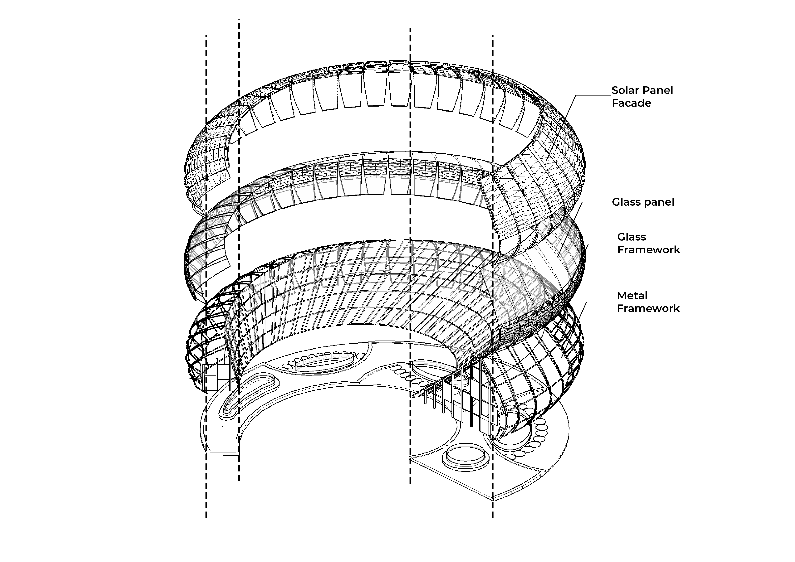 Solar Panel
Facade
Glass panel
Glass
Framework
Metal
Framework